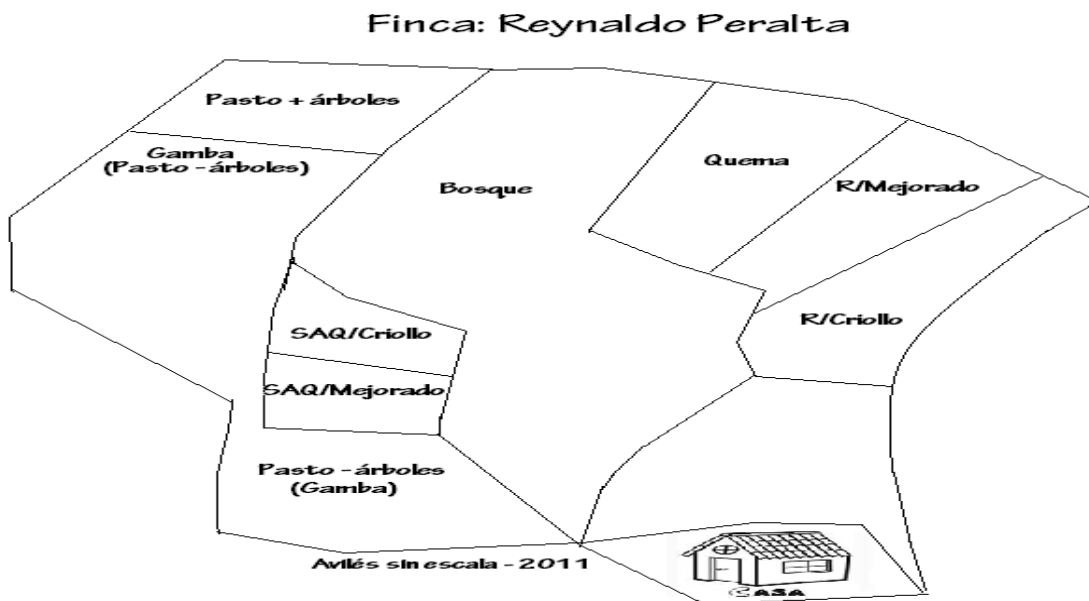 Finca: Reynaldo Peralta
Pasto + árboles
Gamba
(Pasto - árboles)
Bosque
Quema
R/Mejorado
R/Criollo
SAQ/Criollo
SAQ/Mejorado
Pasto - árboles
(Gamba)
Avilés sin escala - 2011
CASA